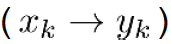 ( x_k → y_k )